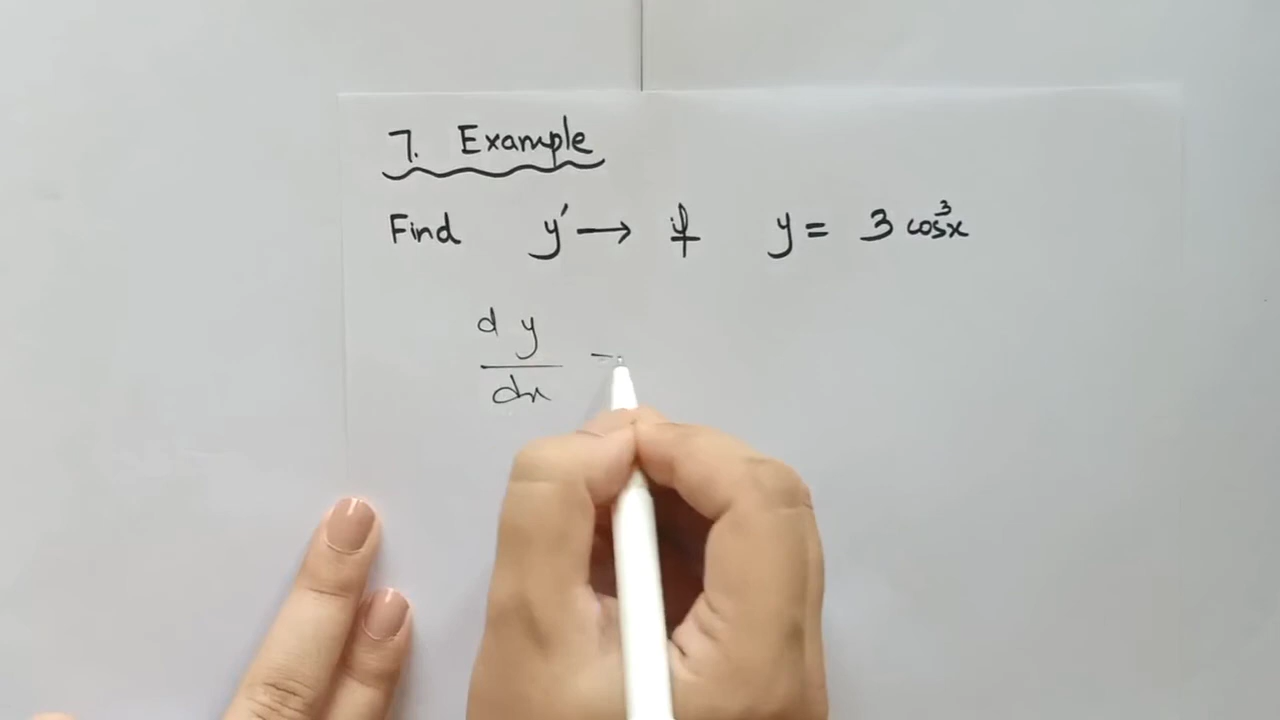 7. Example
Find y' → if y = 3 cos³x
dy/dx =